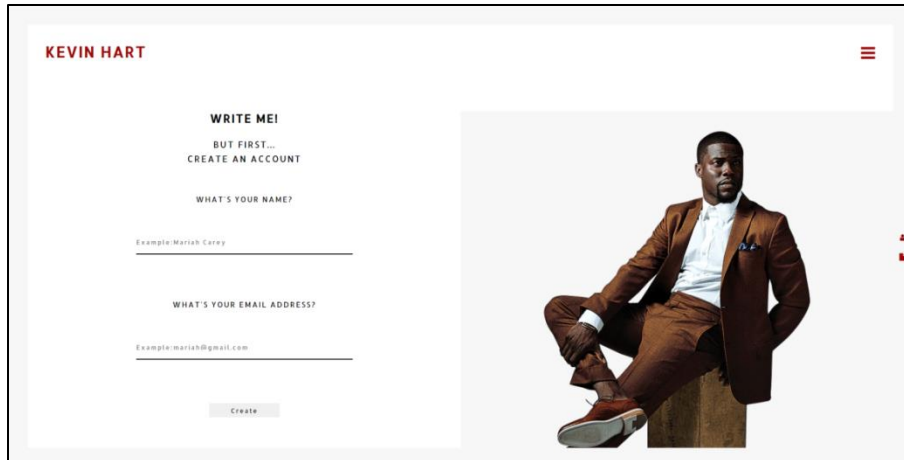 KEVIN HART
WRITE ME!
BUT FIRST...
CREATE AN ACCOUNT
WHAT'S YOUR NAME?
Example:Mariah Carey
WHAT'S YOUR EMAIL ADDRESS?
Example:mariah@gmail.com
Create